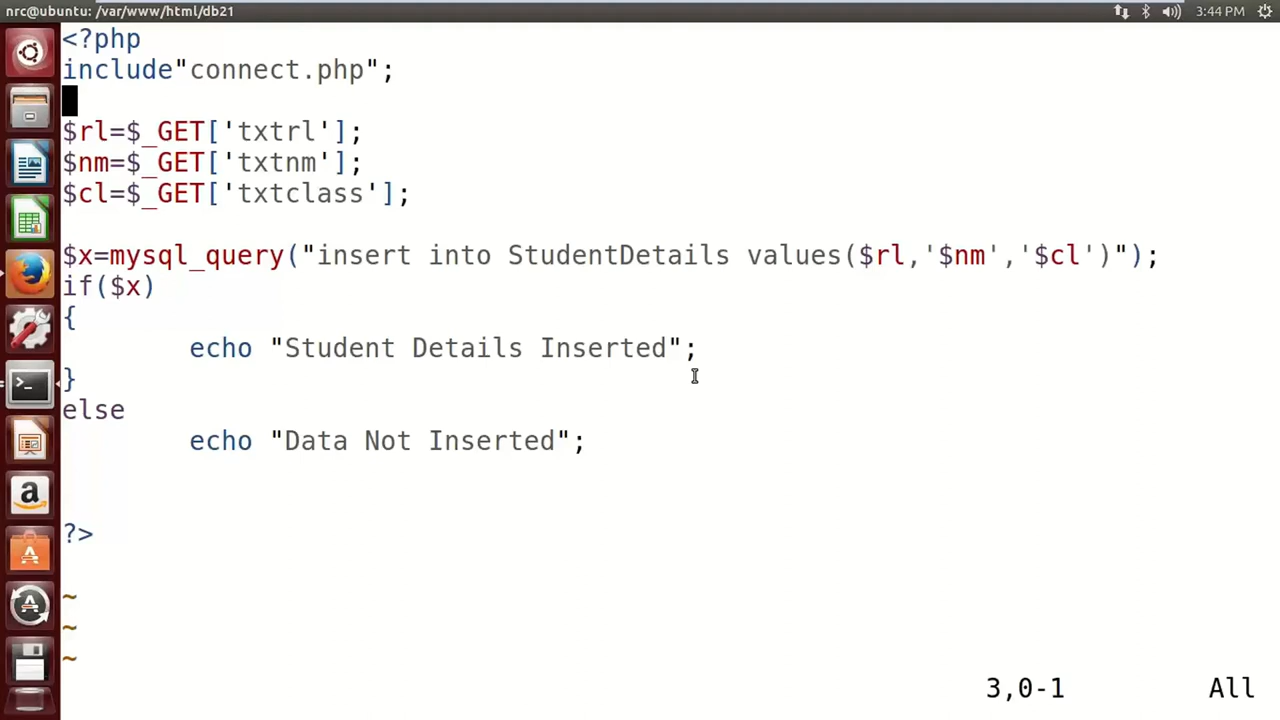 nrc@ubuntu: /var/www/html/db21
3:44 PM
<?php
include"connect.php";
$rl=$_GET['txtrl'];
$nm=$_GET['txtnm'];
$cl=$_GET['txtclass'];
$x=mysql_query("insert into StudentDetails values($rl,'$nm','$cl')");
if($x)
{
echo "Student Details Inserted";
}
else
echo "Data Not Inserted";
?>
~
~
~
3,0-1 All